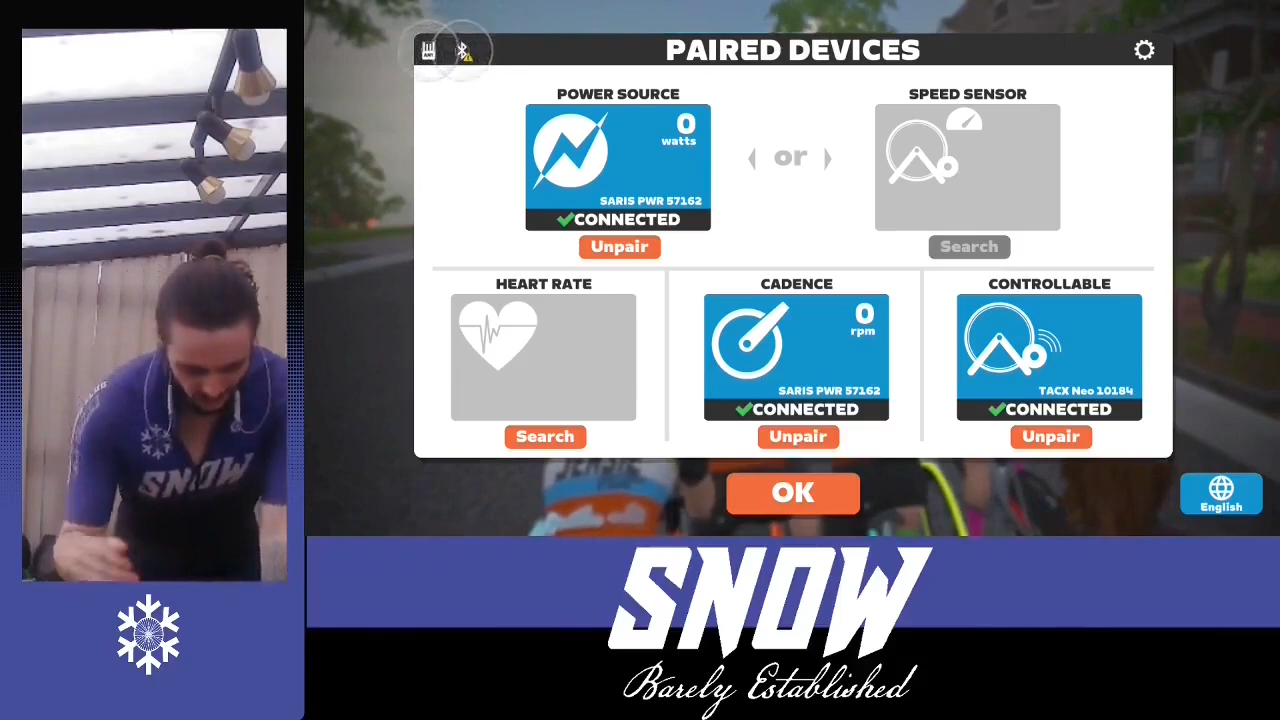 PAIRED DEVICES
POWER SOURCE
0
watts
SARIS PWR 57162
CONNECTED
Unpair
or
SPEED SENSOR
Search
HEART RATE
Search
CADENCE
0
rpm
SARIS PWR 57162
CONNECTED
Unpair
CONTROLLABLE
TACX Neo 10184
CONNECTED
Unpair
OK
English
SNOW
SNOW
Barely Established